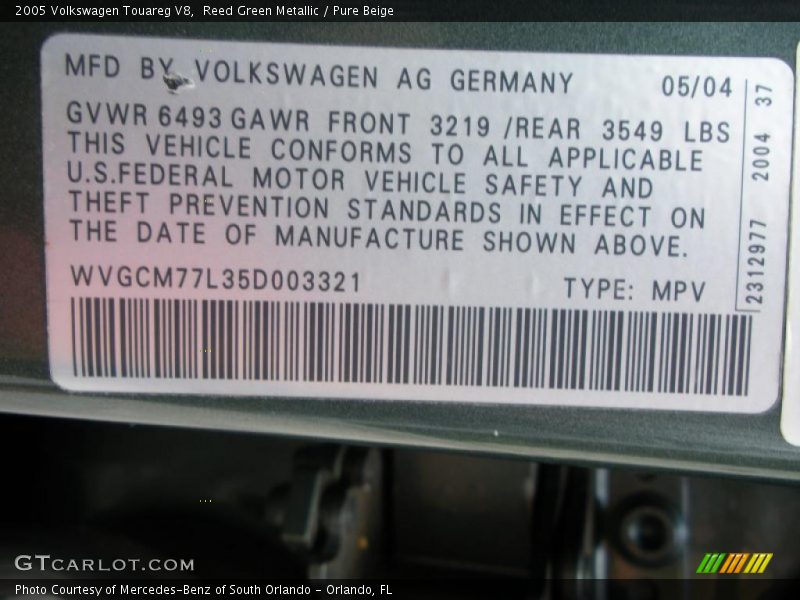 2005 Volkswagen Touareg V8, Reed Green Metallic / Pure Beige
MFD BY VOLKSWAGEN AG GERMANY 05/04
GVWR 6493 GAWR FRONT 3219 /REAR 3549 LBS
THIS VEHICLE CONFORMS TO ALL APPLICABLE
U.S.FEDERAL MOTOR VEHICLE SAFETY AND
THEFT PREVENTION STANDARDS IN EFFECT ON
THE DATE OF MANUFACTURE SHOWN ABOVE.
WVGCM77L35D003321 TYPE: MPV
2312977 2004 37
GTCARLOT.COM
Photo Courtesy of Mercedes-Benz of South Orlando - Orlando, FL